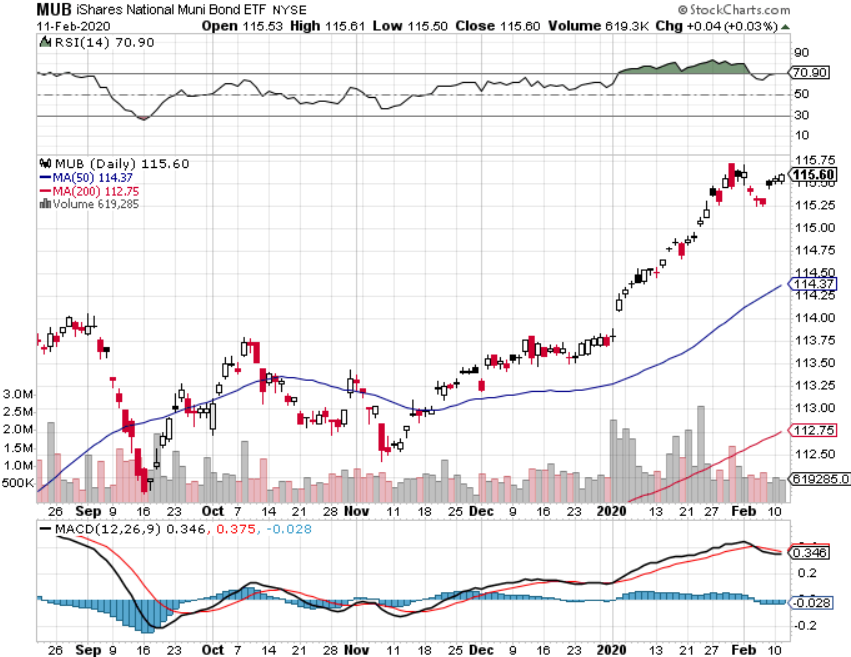 MUB iShares National Muni Bond ETF NYSE © StockCharts.com
11-Feb-2020 Open 115.53 High 115.61 Low 115.50 Close 115.60 Volume 619.3K Chg +0.04 (+0.03%)
RSI(14) 70.90
90
70.90
50
30
10
MUB (Daily) 115.60
MA(50) 114.37
MA(200) 112.75
Volume 619,285
115.75
115.60
115.50
115.25
115.00
114.75
114.50
114.37
114.25
114.00
113.75
113.50
113.25
113.00
112.75
112.50
3.0M
2.5M
2.0M
1.5M
1.0M
500K
619285.0
26 Sep 9 16 23 Oct 7 14 21 28 Nov 11 18 25 Dec 9 16 23 2020 13 21 27 Feb 10
MACD(12,26,9) 0.346, 0.375, -0.028
0.346
0.2
-0.028
-0.2
26 Sep 9 16 23 Oct 7 14 21 28 Nov 11 18 25 Dec 9 16 23 2020 13 21 27 Feb 10